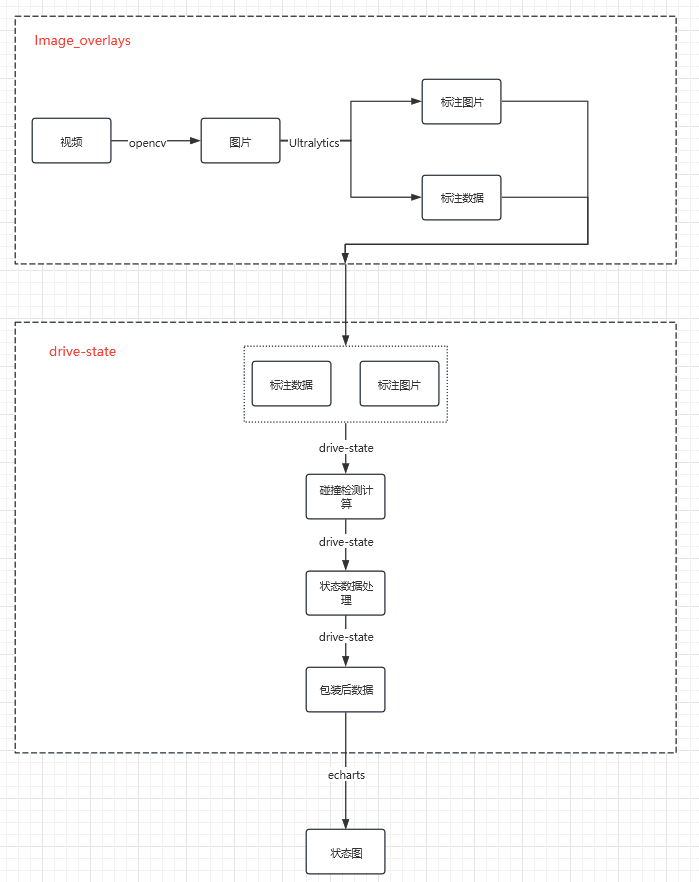 Image_overlays
标注图片
视频
opencv
图片
Ultralytics
标注数据
drive-state
标注数据
标注图片
drive-state
碰撞检测计
算
drive-state
状态数据处
理
drive-state
包装后数据
echarts
状态图